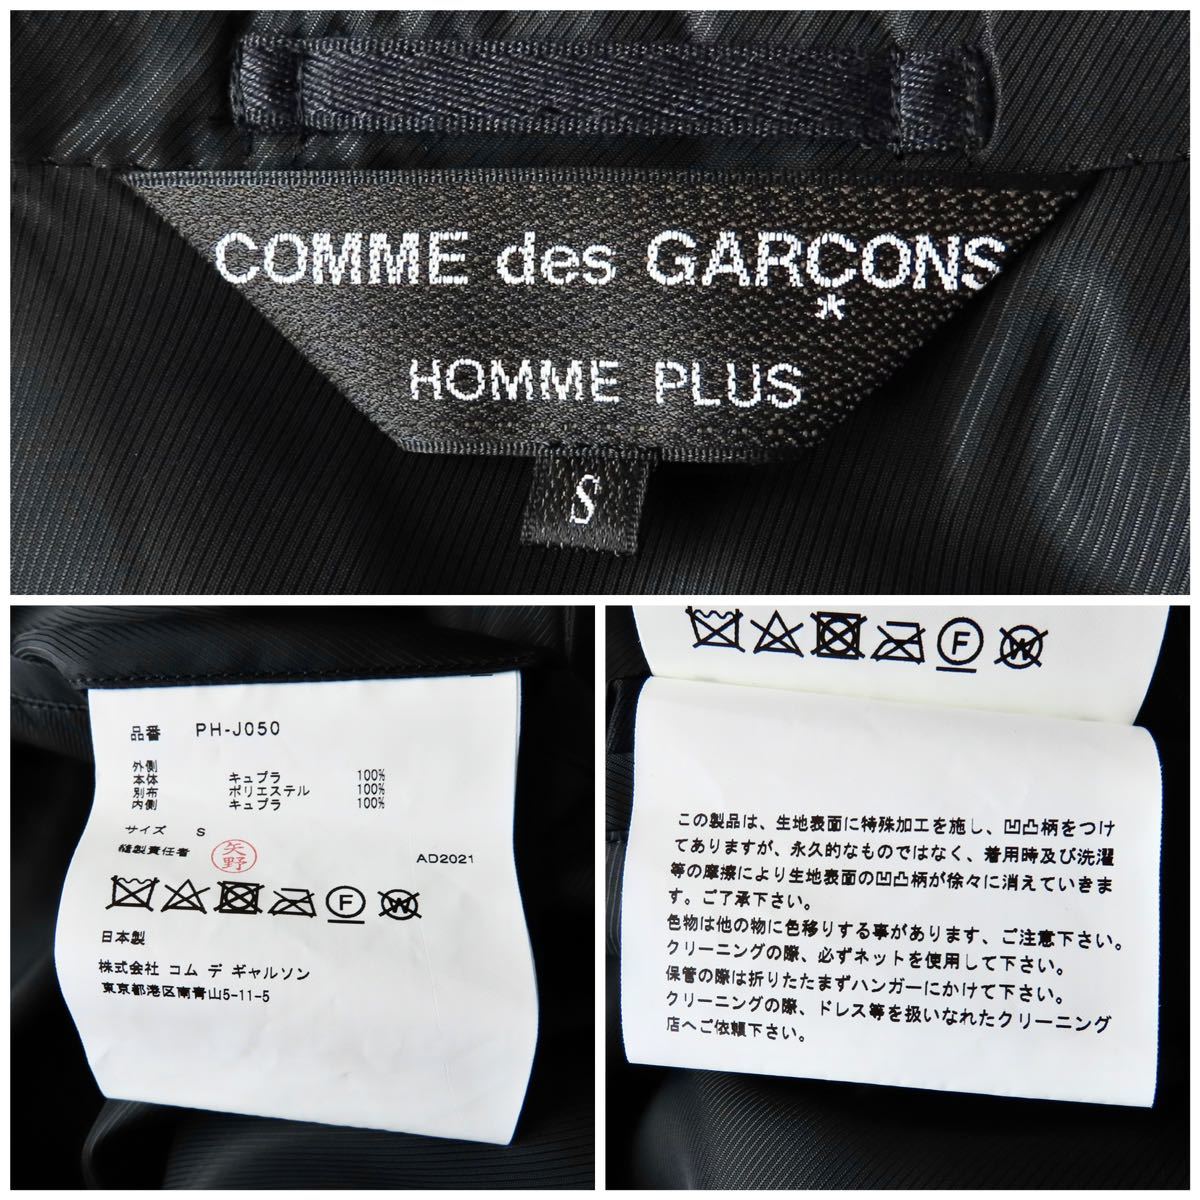 COMME des GARÇONS
*
HOMME PLUS
S
品番 PH-J050
外側
本体 キュプラ 100%
別布 ポリエステル 100%
内側 キュプラ 100%
サイズ S
縫製責任者 矢野 AD2021
F W
日本製
株式会社 コム デ ギャルソン
東京都港区南青山5-11-5
F W
この製品は、生地表面に特殊加工を施し、凹凸柄をつけ
てありますが、永久的なものではなく、着用時及び洗濯
等の摩擦により生地表面の凹凸柄が徐々に消えていきま
す。ご了承下さい。
色物は他の物に色移りする事があります、ご注意下さい。
クリーニングの際、必ずネットを使用して下さい。
保管の際は折りたたまずハンガーにかけて下さい。
クリーニングの際、ドレス等を扱いなれたクリーニング
店へご依頼下さい。